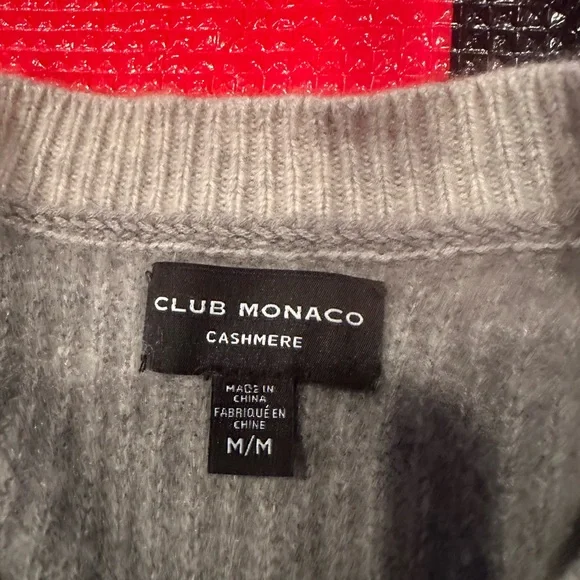 CLUB MONACO
CASHMERE
MADE IN
CHINA
FABRIQUÉ EN
CHINE
M/M